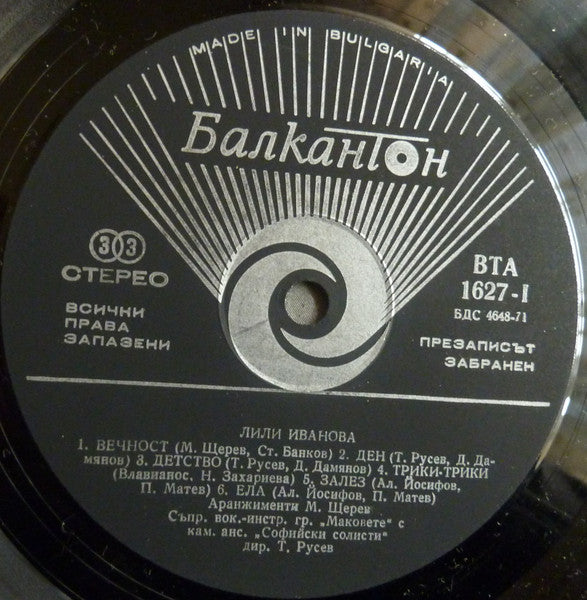 MADE IN BULGARIA
Балкантон
33
СТЕРЕО
ВСИЧНИ
ПРАВА
ЗАПАЗЕНИ
ВТА
1627-I
БДС 4648-71
ПРЕЗАПИСЪТ
ЗАБРАНЕН
ЛИЛИ ИВАНОВА
1. ВЕЧНОСТ (М. Щерев, Ст. Банков) 2. ДЕН (Т. Русев, Д. Да-
мянов) 3. ДЕТСТВО (Т. Русев, Д. Дамянов) 4. ТРИКИ-ТРИКИ
(Влавианос, Н. Захариева) 5. ЗАЛЕЗ (Ал. Йосифов,
П. Матев) 6. ЕЛА (Ал. Йосифов, П. Матев)
Аранжименти М. Щерев
Съпр. вок.-инстр. гр. „Маковете" с
кам. анс. „Софийски солисти"
дир. Т. Русев